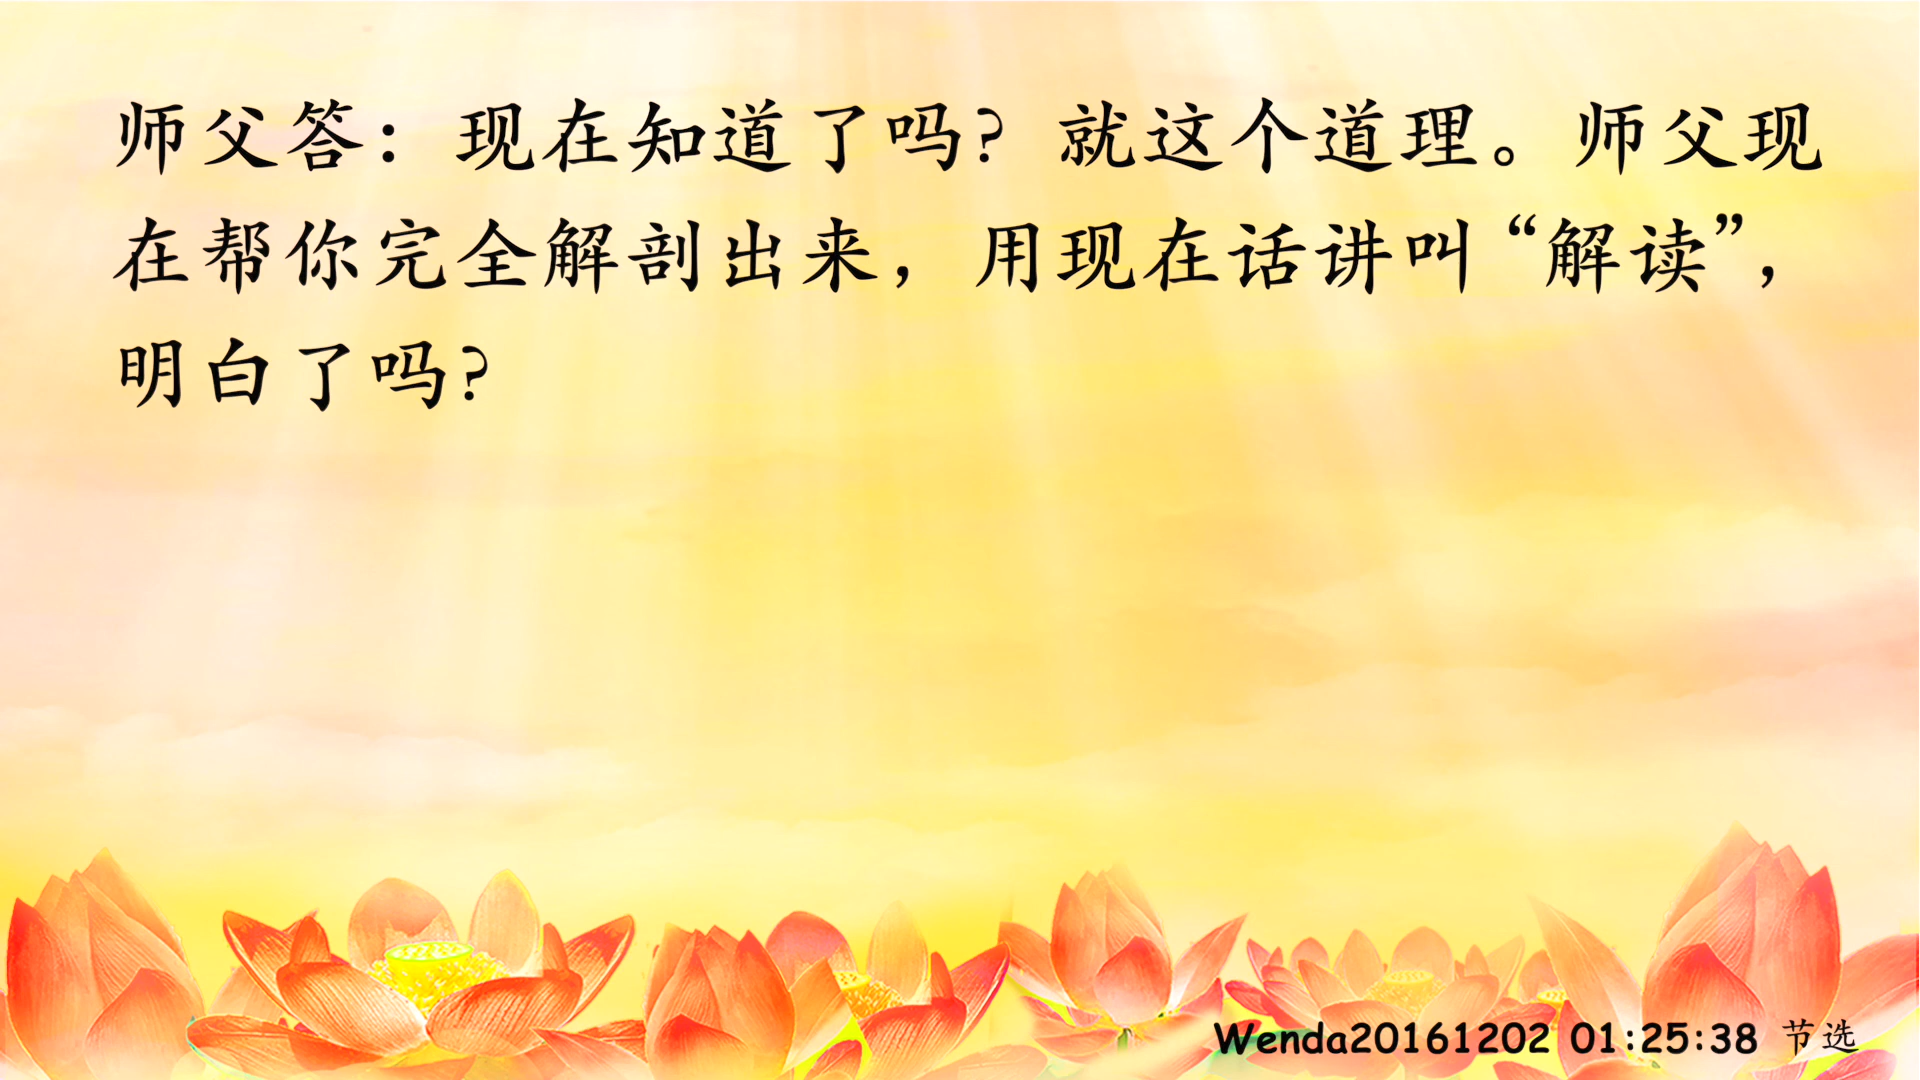 师父答：现在知道了吗？就这个道理。师父现
在帮你完全解剖出来，用现在话讲叫“解读”，
明白了吗？
Wenda20161202 01:25:38 节选